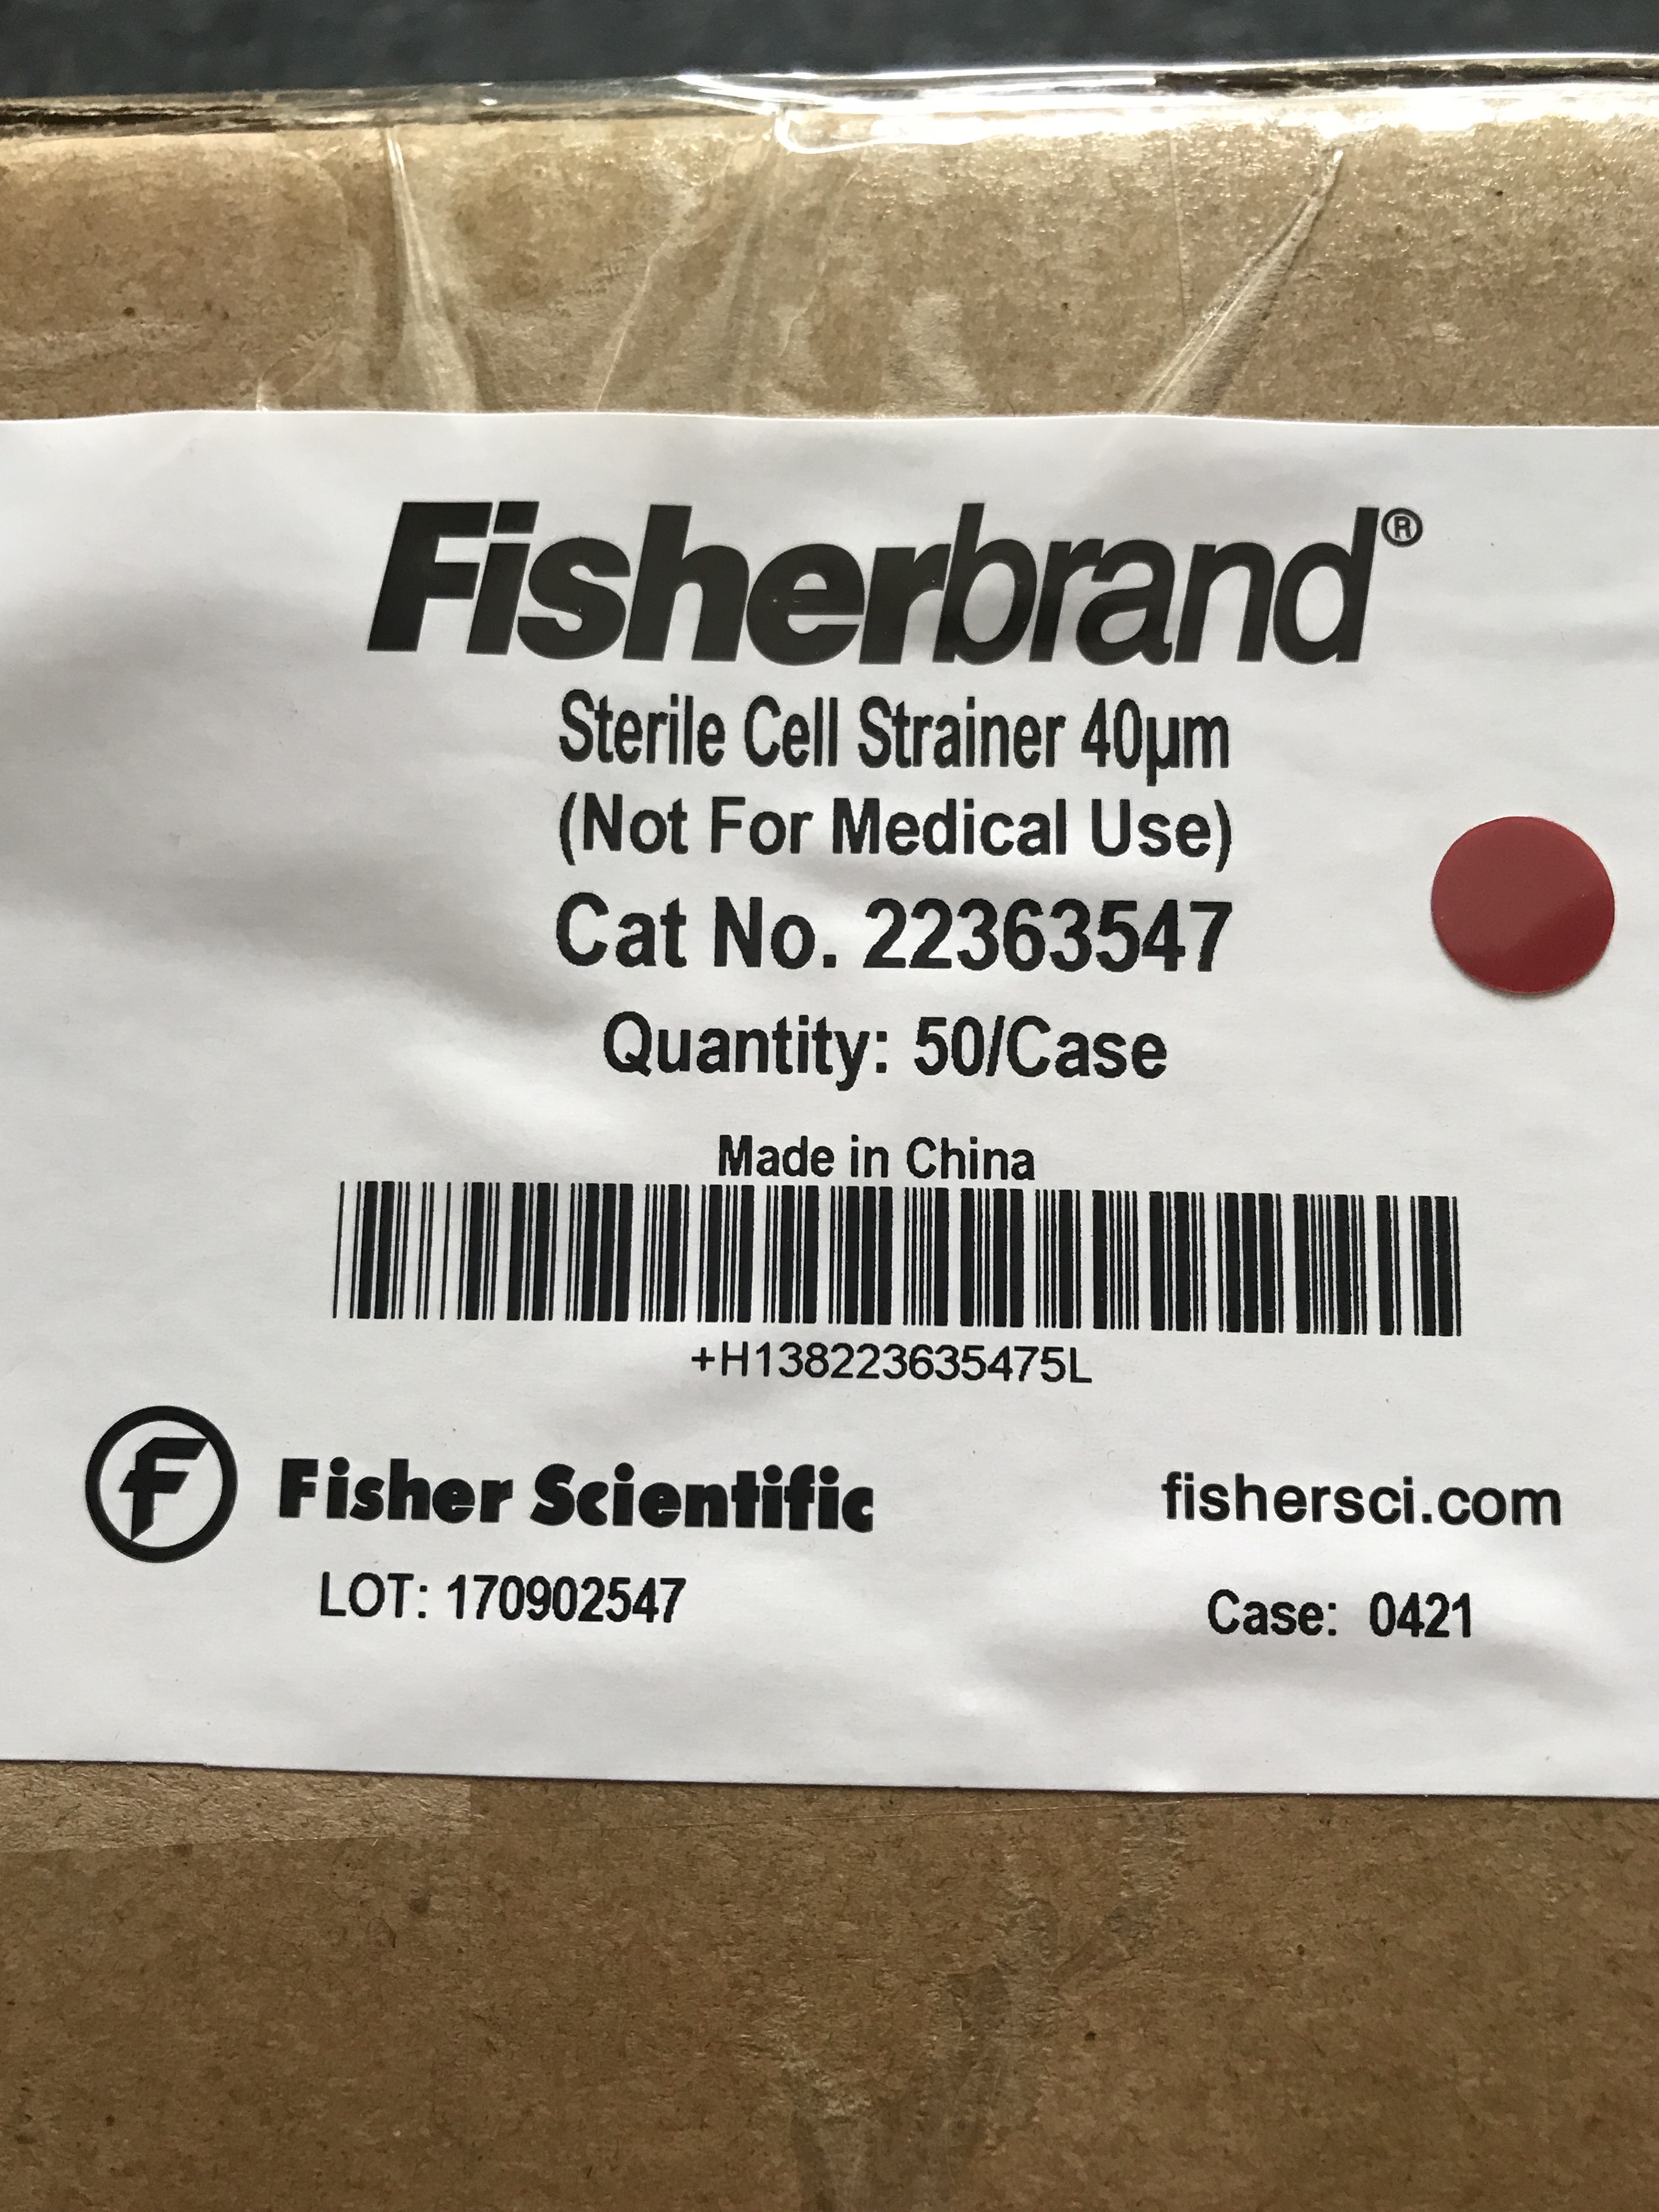 Fisherbrand®
Sterile Cell Strainer 40µm
(Not For Medical Use)
Cat No. 22363547
Quantity: 50/Case
Made in China
+H138223635475L
F Fisher Scientific
fishersci.com
LOT: 170902547
Case: 0421